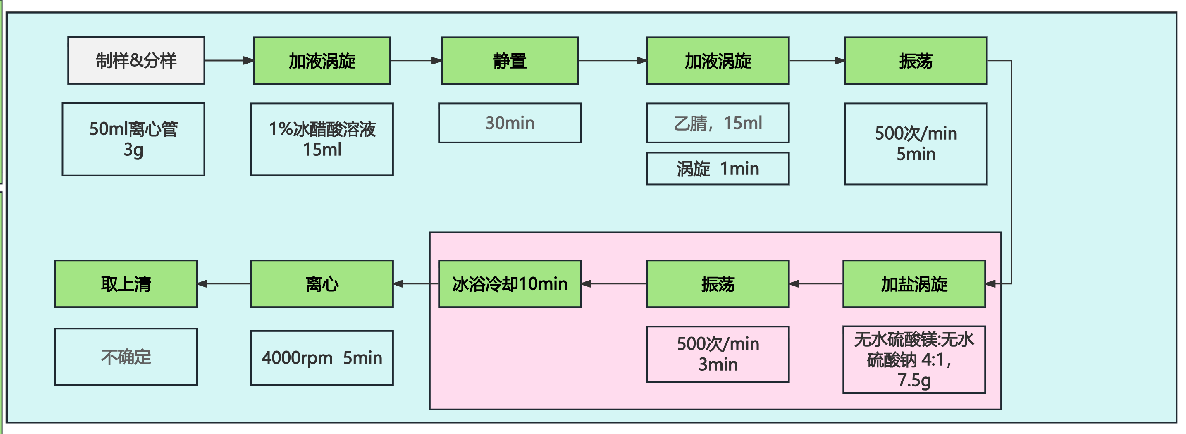 制样&分样
加液涡旋
静置
加液涡旋
振荡
50ml离心管
3g
1%冰醋酸溶液
15ml
30min
乙腈，15ml
涡旋 1min
500次/min
5min
取上清
离心
冰浴冷却10min
振荡
加盐涡旋
不确定
4000rpm 5min
500次/min
3min
无水硫酸镁:无水
硫酸钠 4:1，
7.5g